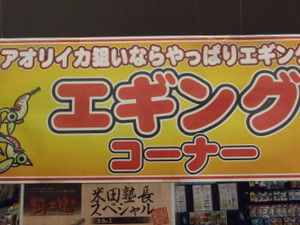 アオリイカ狙いならやっぱりエギング
エギング
コーナー
米田塾長
スペシャル